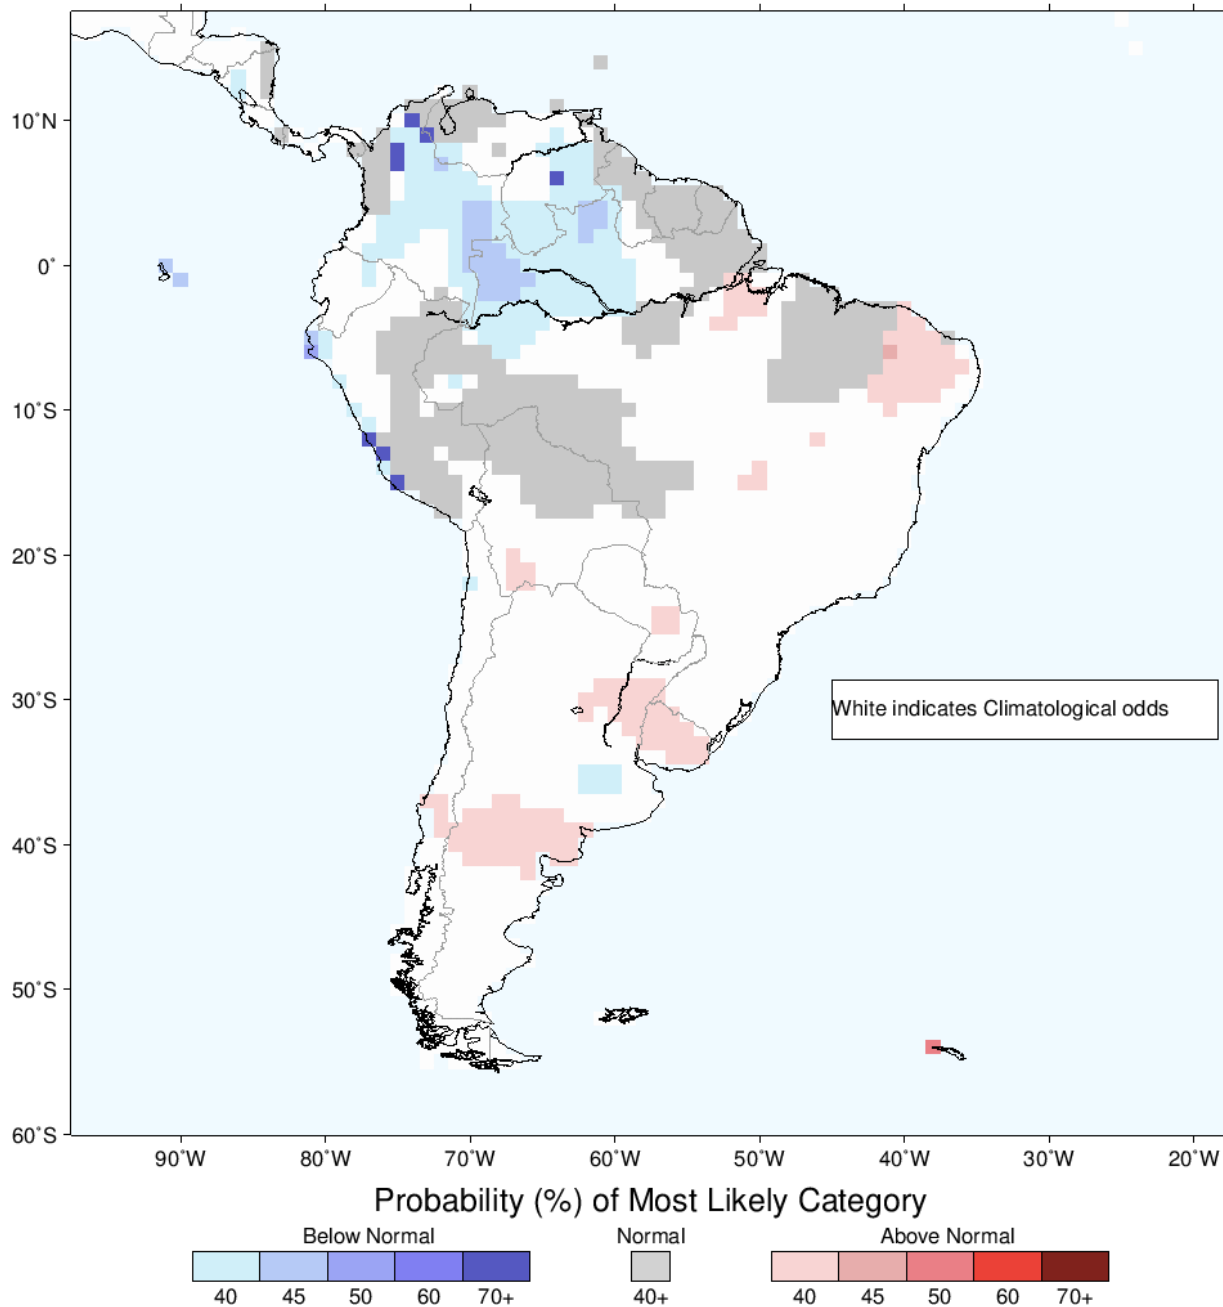 10°N
0°
10°S
20°S
30°S
White indicates Climatological odds
40°S
50°S
60°S
90°W 80°W 70°W 60°W 50°W 40°W 30°W 20°W
Probability (%) of Most Likely Category
Below Normal Normal Above Normal
40 45 50 60 70+ 40+ 40 45 50 60 70+